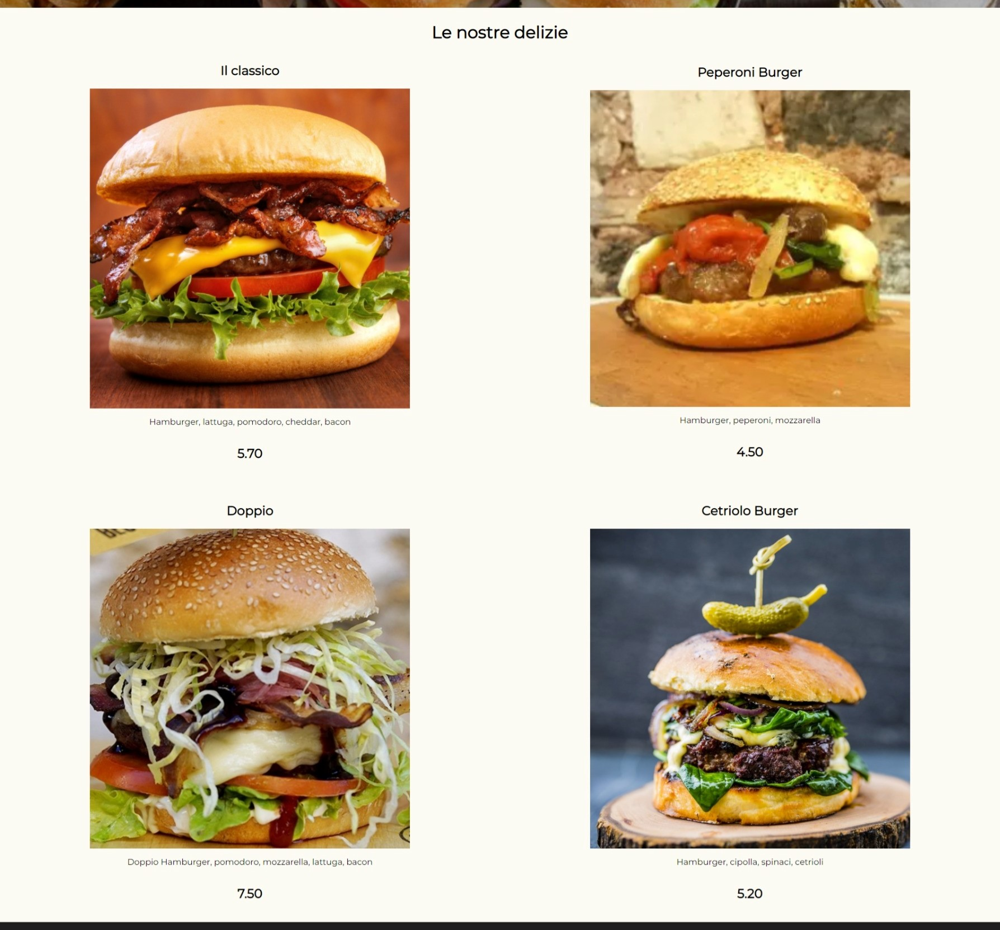 Le nostre delizie
Il classico
Hamburger, lattuga, pomodoro, cheddar, bacon
5.70
Peperoni Burger
Hamburger, peperoni, mozzarella
4.50
Doppio
Doppio Hamburger, pomodoro, mozzarella, lattuga, bacon
7.50
Cetriolo Burger
Hamburger, cipolla, spinaci, cetrioli
5.20